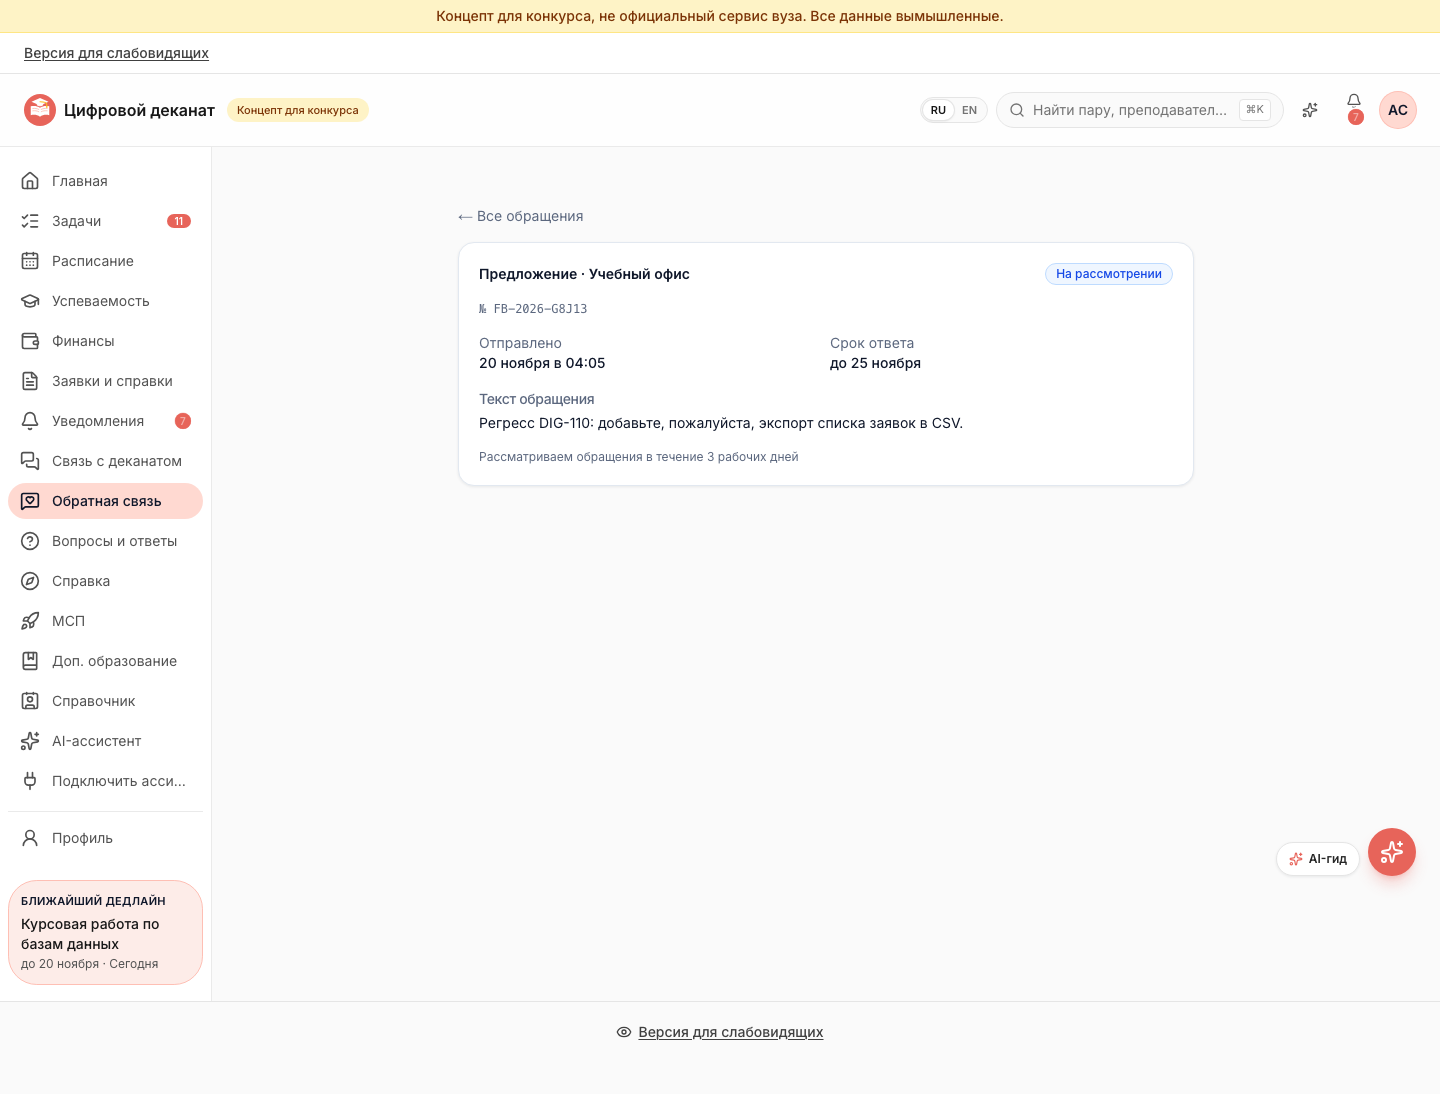 Концепт для конкурса, не официальный сервис вуза. Все данные вымышленные.
Версия для слабовидящих
Цифровой деканат
Концепт для конкурса
RU EN
Найти пару, преподавател...
⌘K
7
АС
Главная
Задачи 11
Расписание
Успеваемость
Финансы
Заявки и справки
Уведомления 7
Связь с деканатом
Обратная связь
Вопросы и ответы
Справка
МСП
Доп. образование
Справочник
AI-ассистент
Подключить асси...
Профиль
БЛИЖАЙШИЙ ДЕДЛАЙН
Курсовая работа по
базам данных
до 20 ноября · Сегодня
← Все обращения
Предложение · Учебный офис
На рассмотрении
№ FB-2026-G8J13
Отправлено
20 ноября в 04:05
Срок ответа
до 25 ноября
Текст обращения
Регресс DIG-110: добавьте, пожалуйста, экспорт списка заявок в CSV.
Рассматриваем обращения в течение 3 рабочих дней
AI-гид
Версия для слабовидящих